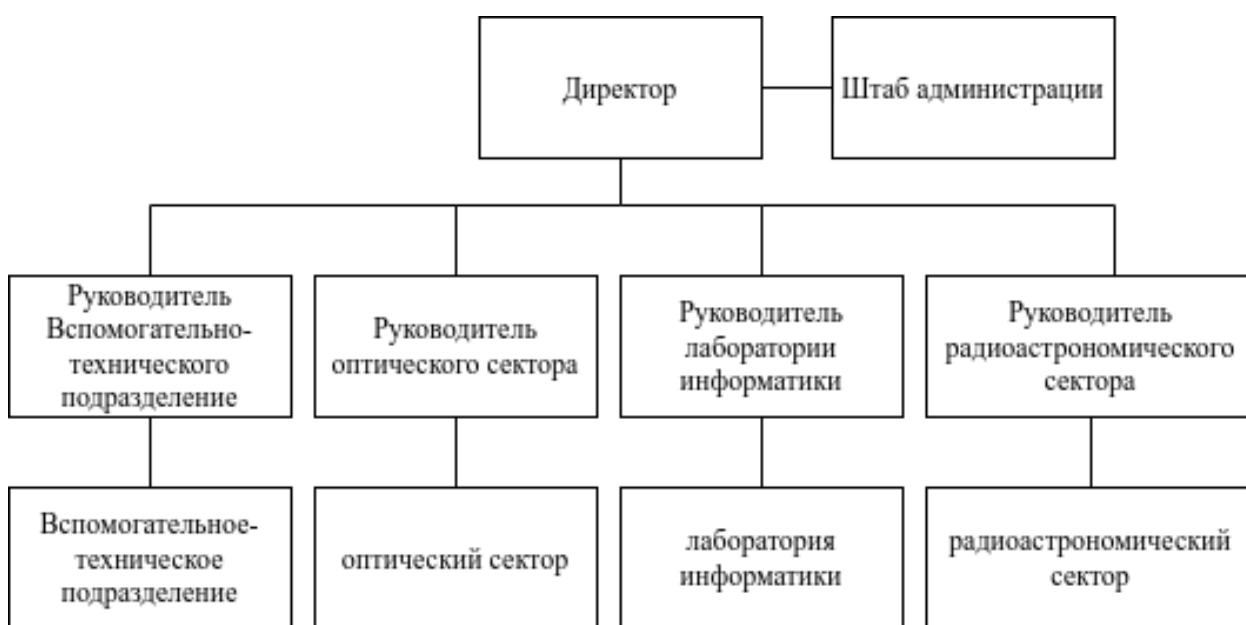 Директор
Штаб администрации
Руководитель
Вспомогательно-
технического
подразделение
Руководитель
оптического сектора
Руководитель
лаборатории
информатики
Руководитель
радиоастрономического
сектора
Вспомогательное-
техническое
подразделение
оптический сектор
лаборатория
информатики
радиоастрономический
сектор